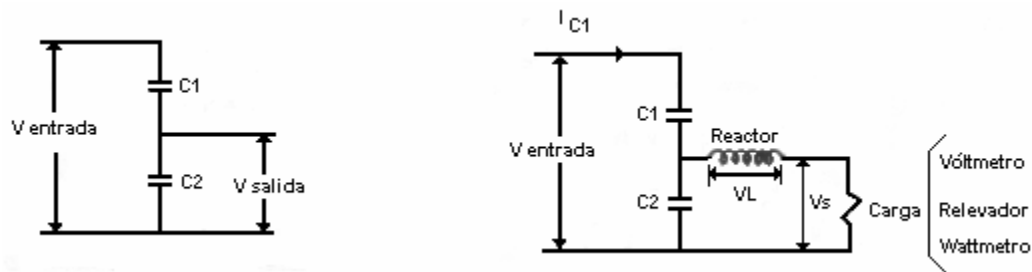 C1
V entrada
C2
V salida
I C1
C1
V entrada
Reactor
C2
VL
Vs
Carga
Vóltmetro
Relevador
Wattmetro